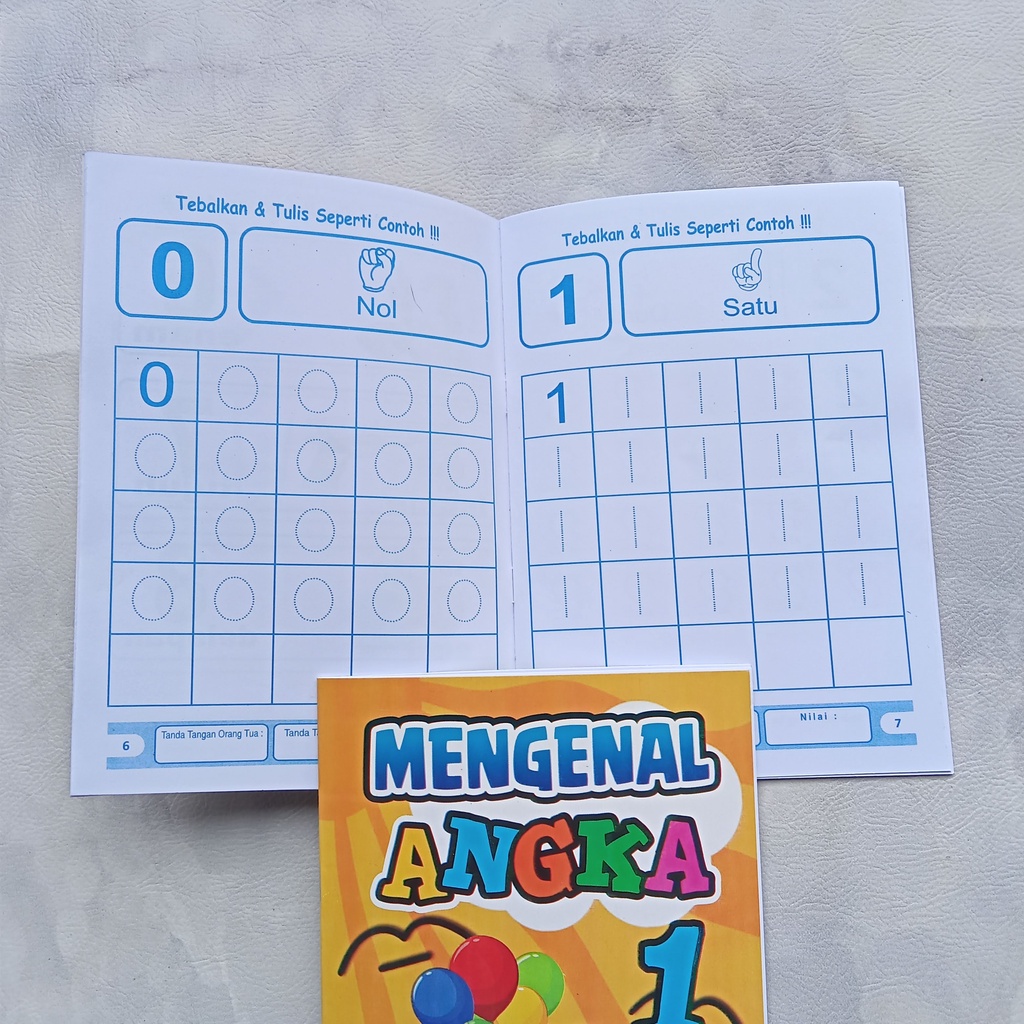 Tebalkan & Tulis Seperti Contoh !!!
0
Nol
0
6
Tanda Tangan Orang Tua :
Tanda
Tebalkan & Tulis Seperti Contoh !!!
1
Satu
1
Nilai :
7
MENGENAL
ANGKA
1